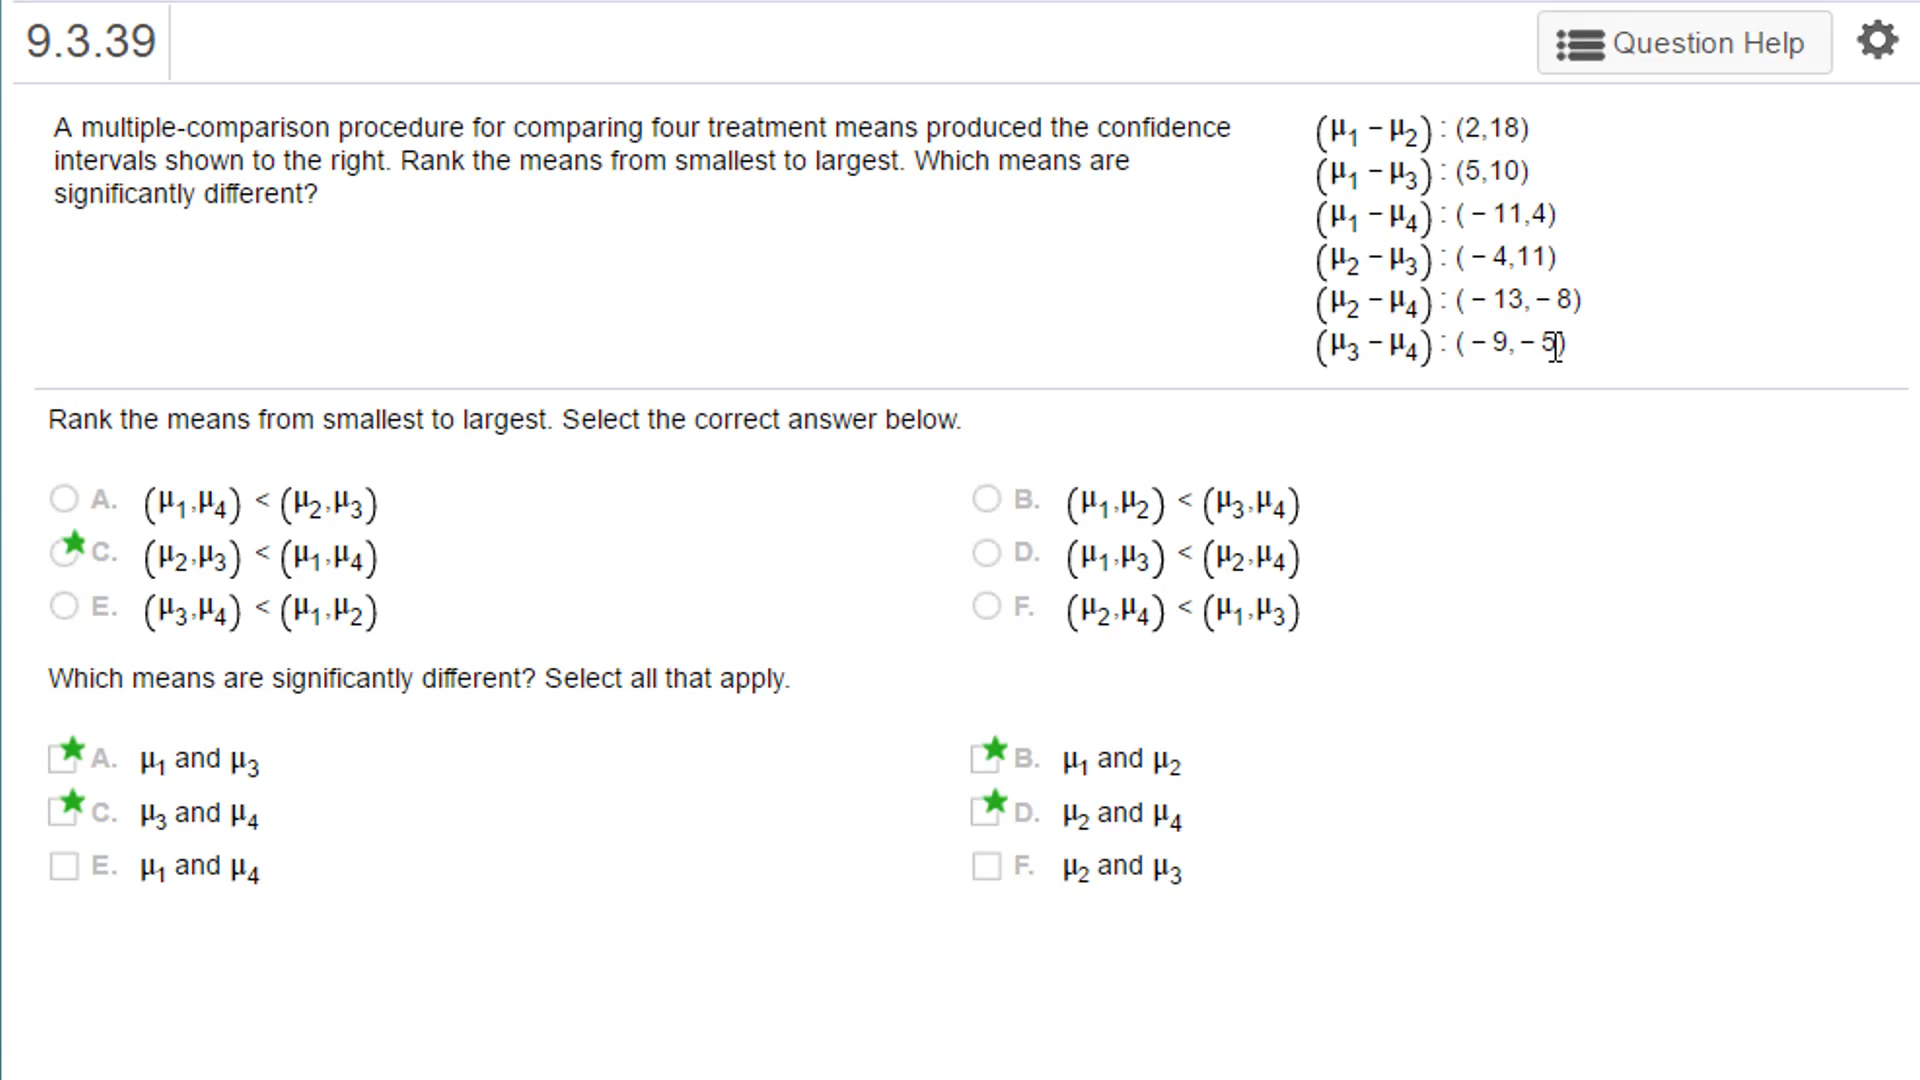 9.3.39
Question Help
A multiple-comparison procedure for comparing four treatment means produced the confidence
intervals shown to the right. Rank the means from smallest to largest. Which means are
significantly different?
(μ₁ − μ₂) : (2,18)
(μ₁ − μ₃) : (5,10)
(μ₁ − μ₄) : ( − 11,4)
(μ₂ − μ₃) : ( − 4,11)
(μ₂ − μ₄) : ( − 13, − 8)
(μ₃ − μ₄) : ( − 9, − 5)
Rank the means from smallest to largest. Select the correct answer below.
A. (μ₁,μ₄) < (μ₂,μ₃)
B. (μ₁,μ₂) < (μ₃,μ₄)
C. (μ₂,μ₃) < (μ₁,μ₄)
D. (μ₁,μ₃) < (μ₂,μ₄)
E. (μ₃,μ₄) < (μ₁,μ₂)
F. (μ₂,μ₄) < (μ₁,μ₃)
Which means are significantly different? Select all that apply.
A. μ₁ and μ₃
B. μ₁ and μ₂
C. μ₃ and μ₄
D. μ₂ and μ₄
E. μ₁ and μ₄
F. μ₂ and μ₃